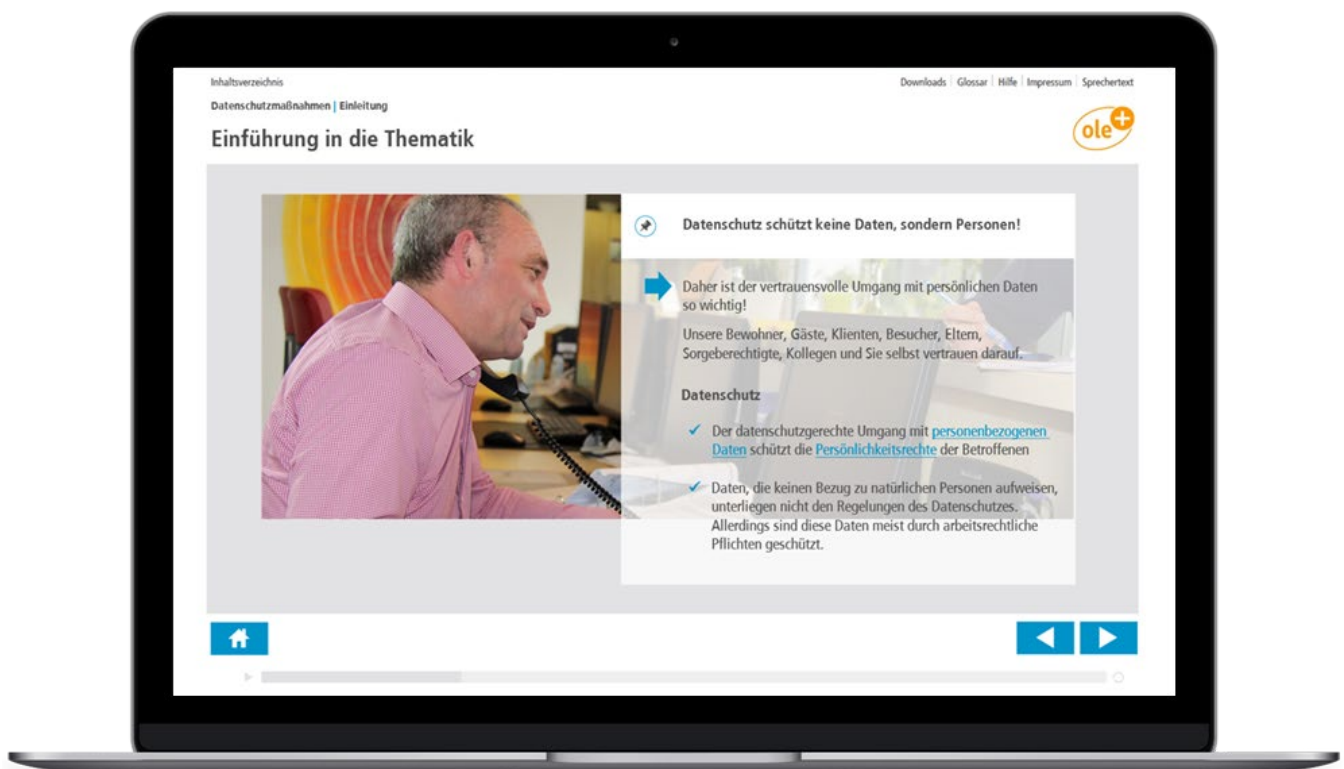 Inhaltsverzeichnis
Downloads | Glossar | Hilfe | Impressum | Sprechertext
Datenschutzmaßnahmen | Einleitung
Einführung in die Thematik
ole+
Datenschutz schützt keine Daten, sondern Personen!
Daher ist der vertrauensvolle Umgang mit persönlichen Daten
so wichtig!
Unsere Bewohner, Gäste, Klienten, Besucher, Eltern,
Sorgeberechtigte, Kollegen und Sie selbst vertrauen darauf.
Datenschutz
Der datenschutzgerechte Umgang mit personenbezogenen
Daten schützt die Persönlichkeitsrechte der Betroffenen
Daten, die keinen Bezug zu natürlichen Personen aufweisen,
unterliegen nicht den Regelungen des Datenschutzes.
Allerdings sind diese Daten meist durch arbeitsrechtliche
Pflichten geschützt.